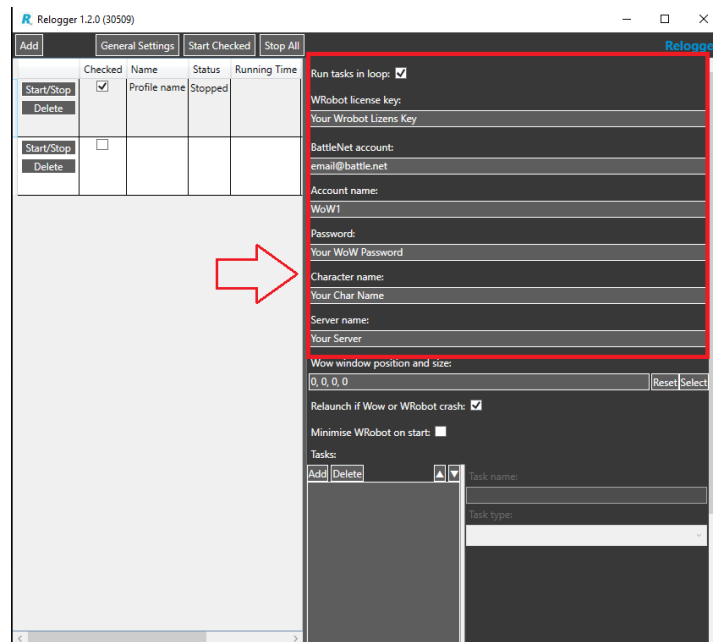 Relogger 1.2.0 (30509)
Add General Settings Start Checked Stop All Relogge
Checked Name Status Running Time
Start/Stop Profile name Stopped
Delete
Start/Stop
Delete
Run tasks in loop:
WRobot license key:
Your Wrobot Lizens Key
BattleNet account:
email@battle.net
Account name:
WoW1
Password:
Your WoW Password
Character name:
Your Char Name
Server name:
Your Server
Wow window position and size:
0, 0, 0, 0 Reset Select
Relaunch if Wow or WRobot crash:
Minimise WRobot on start:
Tasks:
Add Delete
Task name:
Task type: